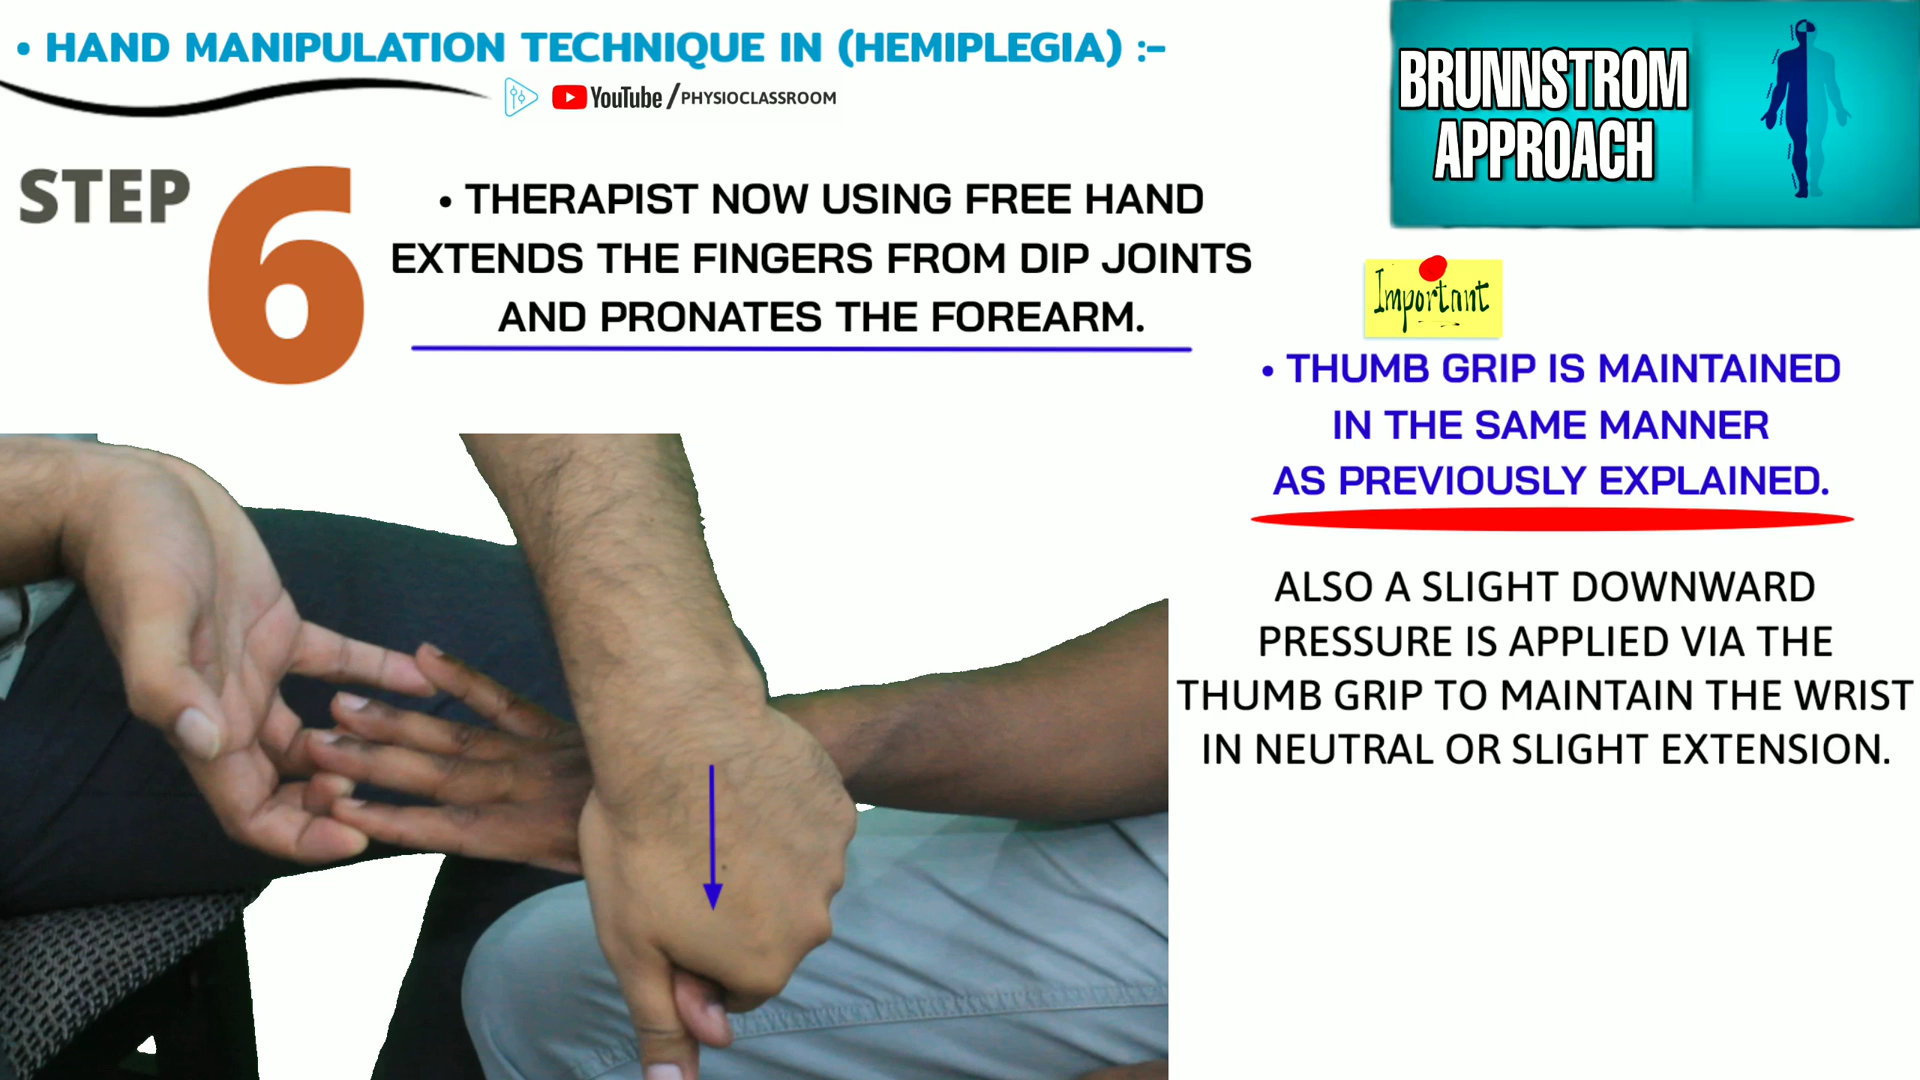 • HAND MANIPULATION TECHNIQUE IN (HEMIPLEGIA) :-
YouTube /PHYSIOCLASSROOM
BRUNNSTROM
APPROACH
STEP 6
• THERAPIST NOW USING FREE HAND
EXTENDS THE FINGERS FROM DIP JOINTS
AND PRONATES THE FOREARM.
Important
• THUMB GRIP IS MAINTAINED
IN THE SAME MANNER
AS PREVIOUSLY EXPLAINED.
ALSO A SLIGHT DOWNWARD
PRESSURE IS APPLIED VIA THE
THUMB GRIP TO MAINTAIN THE WRIST
IN NEUTRAL OR SLIGHT EXTENSION.